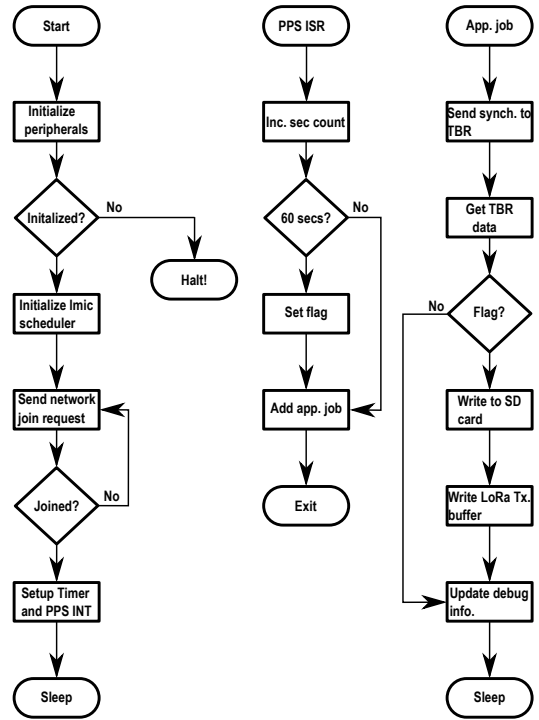 Start
Initialize
peripherals
Initalized?
No
Halt!
Initialize lmic
scheduler
Send network
join request
Joined?
No
Setup Timer
and PPS INT
Sleep
PPS ISR
Inc. sec count
60 secs?
No
Set flag
Add app. job
Exit
App. job
Send synch. to
TBR
Get TBR
data
Flag?
No
Write to SD
card
Write LoRa Tx.
buffer
Update debug
info.
Sleep